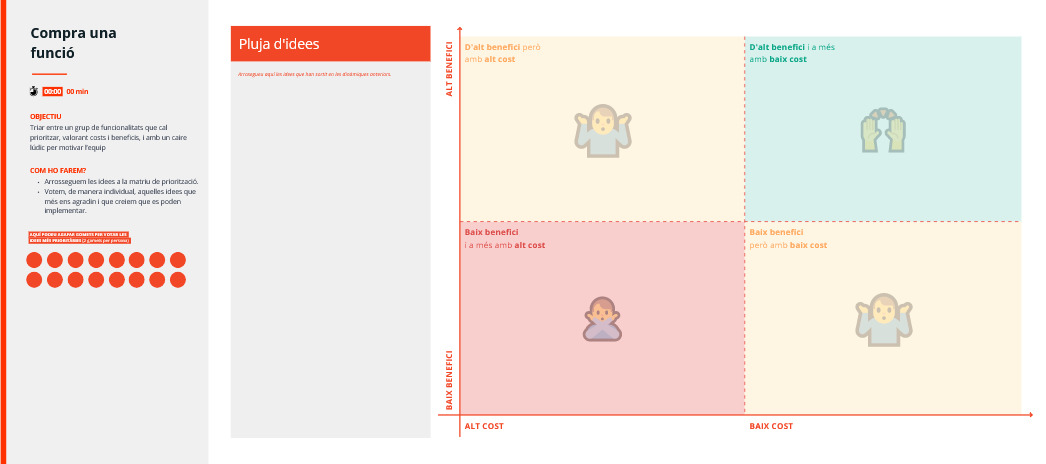 Compra una
funció
00:00 00 min
OBJECTIU
Triar entre un grup de funcionalitats que cal
prioritzar, valorant costs i beneficis, i amb un caire
lúdic per motivar l'equip
COM HO FAREM?
• Arrosseguem les idees a la matriu de priorització.
• Votem, de manera individual, aquelles idees que
més ens agradin i que creiem que es poden
implementar.
AQUÍ PODEU AGAFAR GOMETS PER VOTAR LES
IDEES MÉS PRIORITÀRIES (2 gomets per persona)
Pluja d'idees
Arrossegueu aquí les idees que han sortit en les dinàmiques anteriors.
ALT BENEFICI
BAIX BENEFICI
D'alt benefici però
amb alt cost
D'alt benefici i a més
amb baix cost
Baix benefici
i a més amb alt cost
Baix benefici
però amb baix cost
ALT COST
BAIX COST